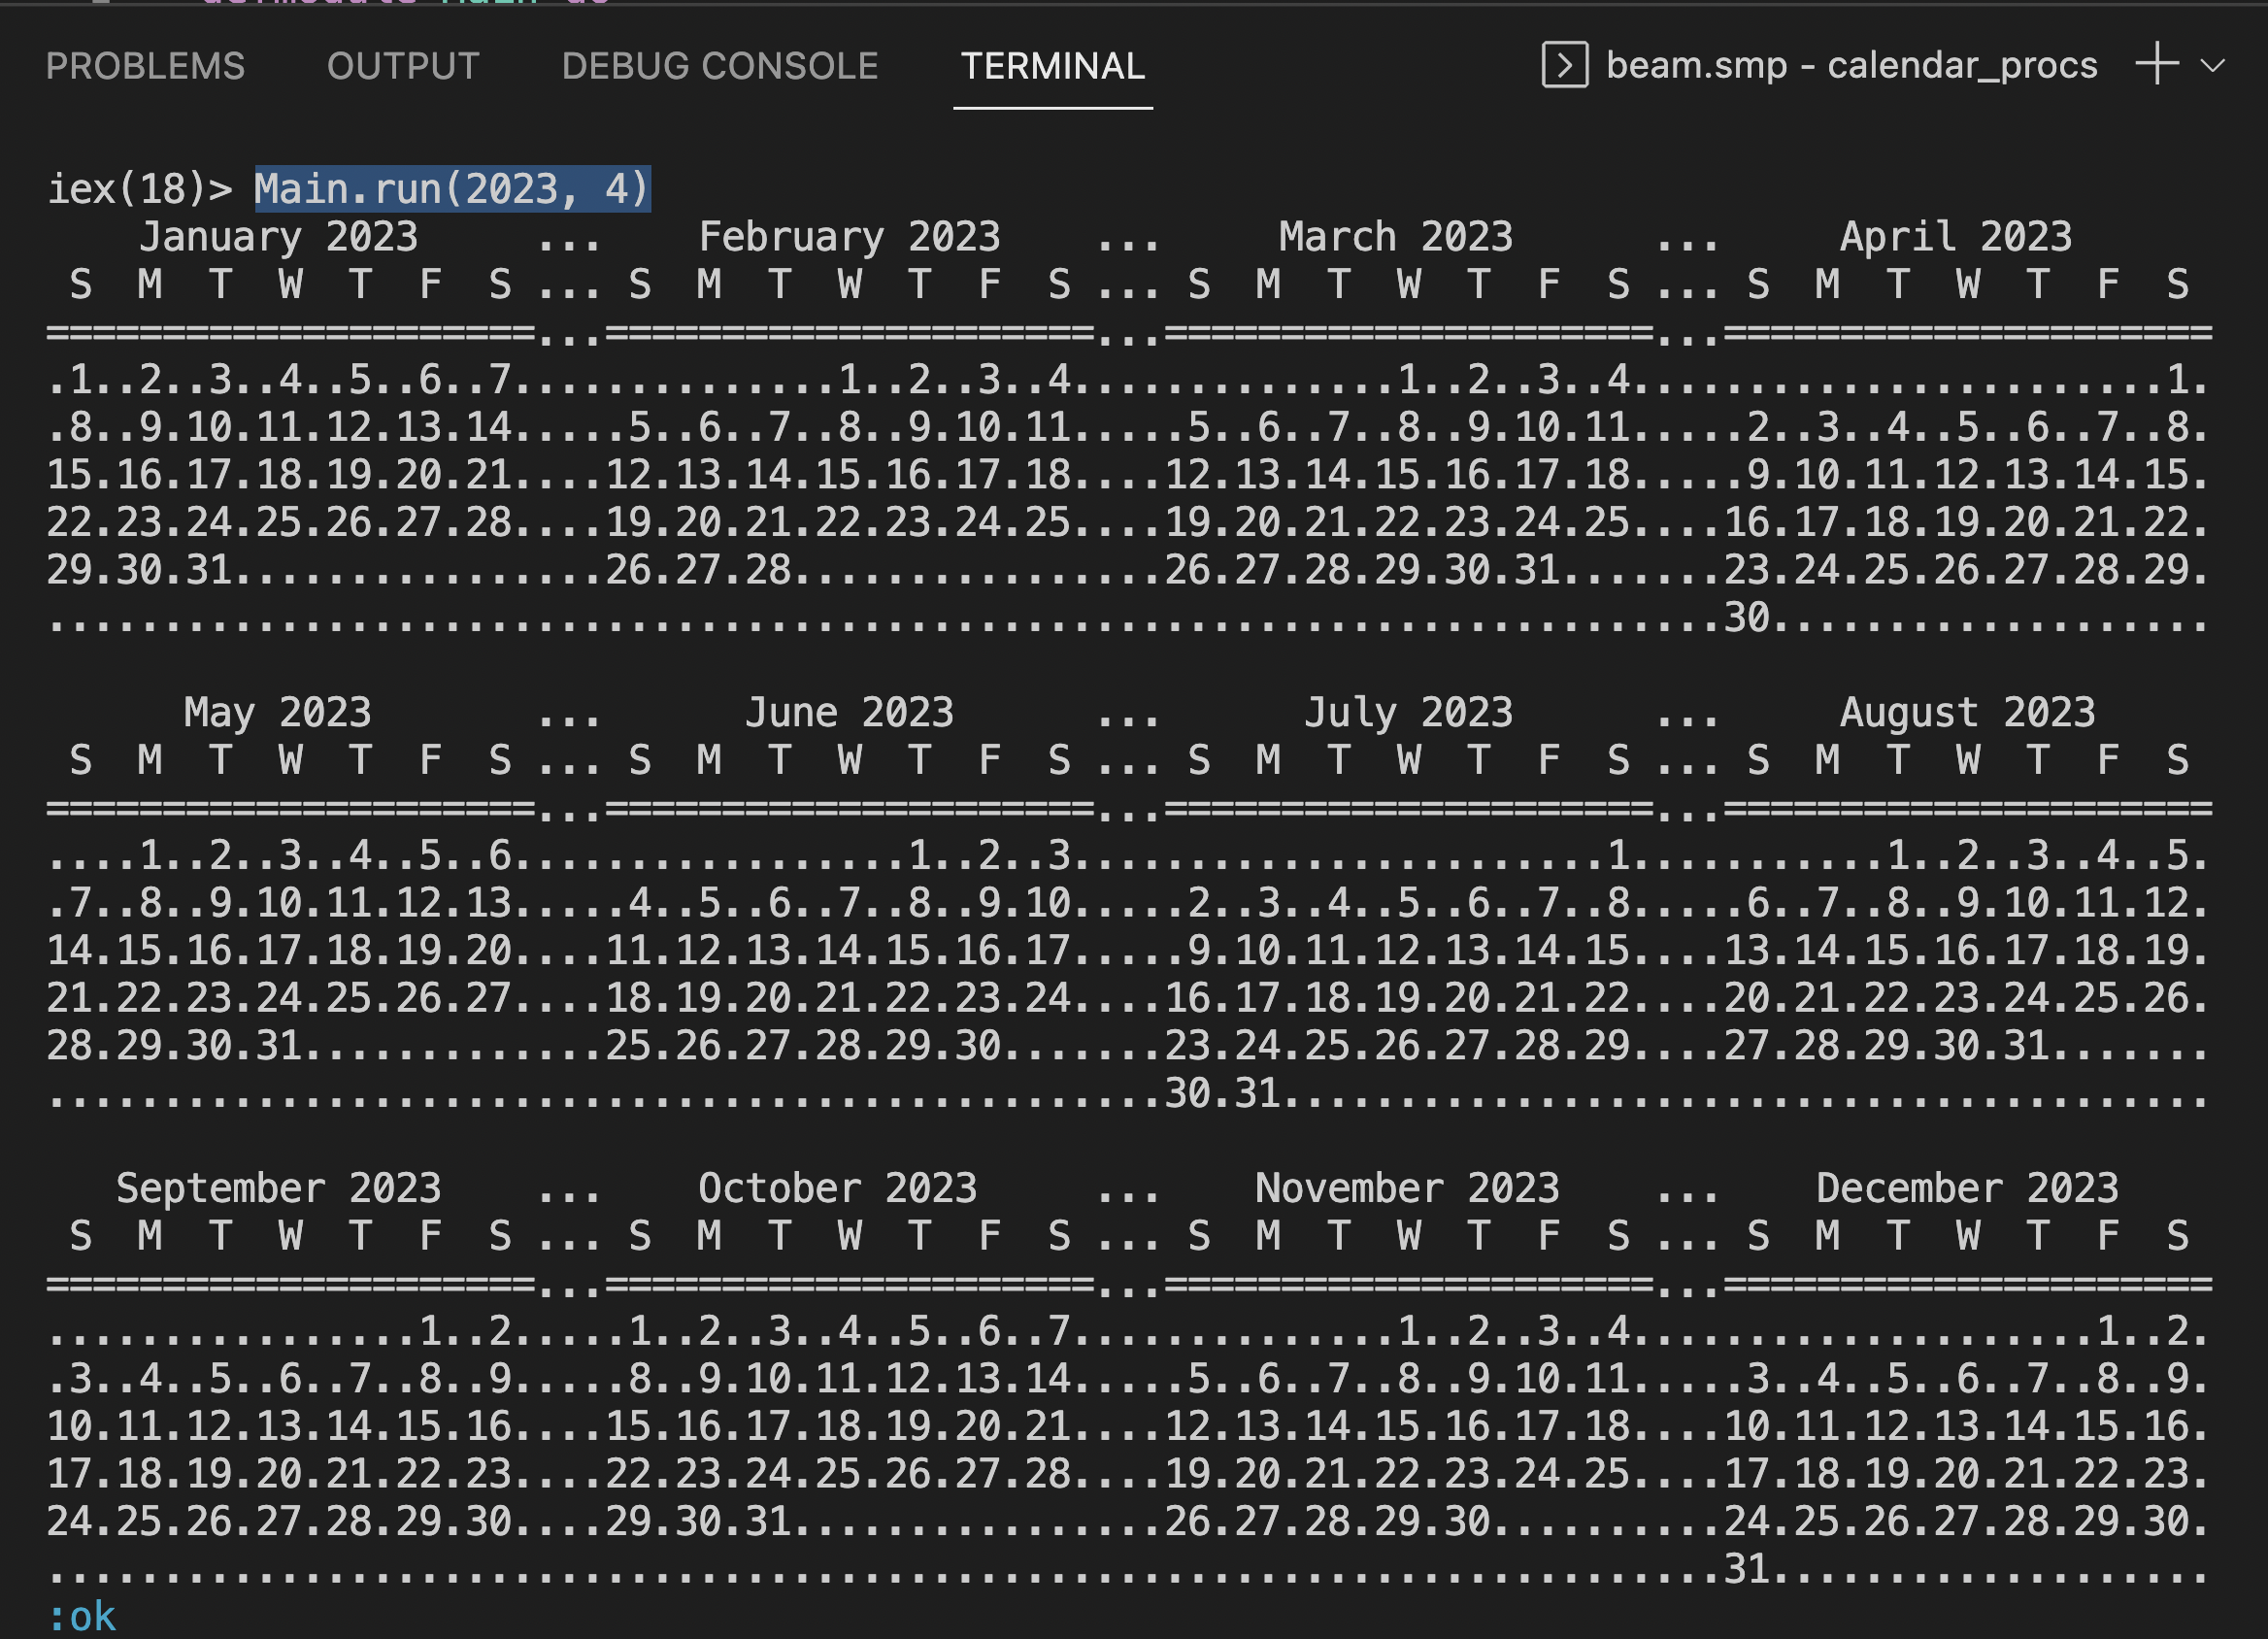 PROBLEMS OUTPUT DEBUG CONSOLE TERMINAL beam.smp - calendar_procs
iex(18)> Main.run(2023, 4)
    January 2023     ...    February 2023    ...     March 2023      ...     April 2023
 S  M  T  W  T  F  S ... S  M  T  W  T  F  S ... S  M  T  W  T  F  S ... S  M  T  W  T  F  S
=====================...=====================...=====================...=====================
.1..2..3..4..5..6..7..............1..2..3..4..............1..2..3..4.......................1.
.8..9.10.11.12.13.14.....5..6..7..8..9.10.11.....5..6..7..8..9.10.11.....2..3..4..5..6..7..8.
15.16.17.18.19.20.21....12.13.14.15.16.17.18....12.13.14.15.16.17.18.....9.10.11.12.13.14.15.
22.23.24.25.26.27.28....19.20.21.22.23.24.25....19.20.21.22.23.24.25....16.17.18.19.20.21.22.
29.30.31................26.27.28................26.27.28.29.30.31.......23.24.25.26.27.28.29.
........................................................................30...................
      May 2023       ...      June 2023      ...      July 2023      ...     August 2023
 S  M  T  W  T  F  S ... S  M  T  W  T  F  S ... S  M  T  W  T  F  S ... S  M  T  W  T  F  S
=====================...=====================...=====================...=====================
....1..2..3..4..5..6.................1..2..3.......................1...........1..2..3..4..5.
.7..8..9.10.11.12.13.....4..5..6..7..8..9.10.....2..3..4..5..6..7..8.....6..7..8..9.10.11.12.
14.15.16.17.18.19.20....11.12.13.14.15.16.17.....9.10.11.12.13.14.15....13.14.15.16.17.18.19.
21.22.23.24.25.26.27....18.19.20.21.22.23.24....16.17.18.19.20.21.22....20.21.22.23.24.25.26.
28.29.30.31.............25.26.27.28.29.30.......23.24.25.26.27.28.29....27.28.29.30.31.......
................................................30.31........................................
   September 2023    ...    October 2023     ...    November 2023    ...    December 2023
 S  M  T  W  T  F  S ... S  M  T  W  T  F  S ... S  M  T  W  T  F  S ... S  M  T  W  T  F  S
=====================...=====================...=====================...=====================
................1..2.....1..2..3..4..5..6..7..............1..2..3..4....................1..2.
.3..4..5..6..7..8..9.....8..9.10.11.12.13.14.....5..6..7..8..9.10.11.....3..4..5..6..7..8..9.
10.11.12.13.14.15.16....15.16.17.18.19.20.21....12.13.14.15.16.17.18....10.11.12.13.14.15.16.
17.18.19.20.21.22.23....22.23.24.25.26.27.28....19.20.21.22.23.24.25....17.18.19.20.21.22.23.
24.25.26.27.28.29.30....29.30.31................26.27.28.29.30..........24.25.26.27.28.29.30.
........................................................................31...................
:ok